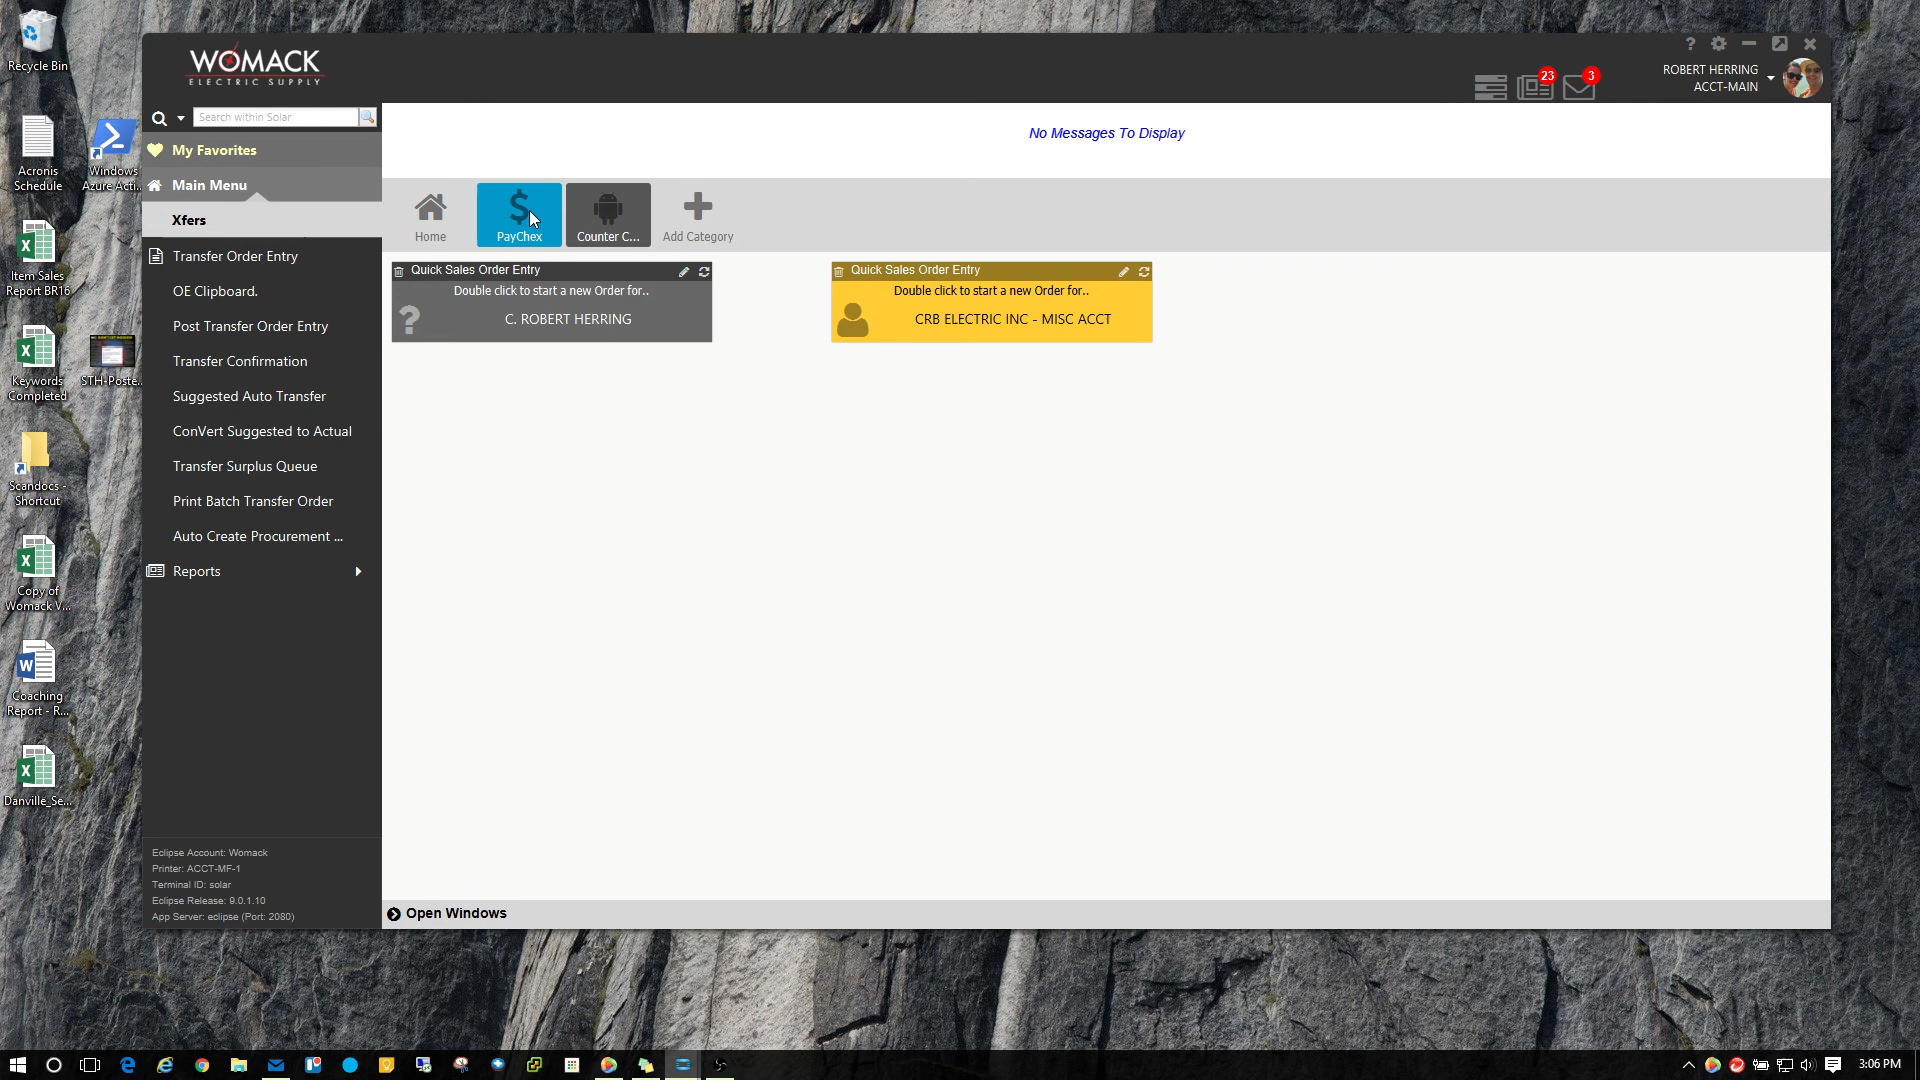 Recycle Bin
Acronis
Schedule
Windows
Azure Acti...
Item Sales
Report BR16
Keywords
Completed
STH-Poste...
Scandocs -
Shortcut
Copy of
Womack V...
Coaching
Report - R...
Danville_Se...
WOMACK
ELECTRIC SUPPLY
23
3
ROBERT HERRING
ACCT-MAIN
Search within Solar
My Favorites
Main Menu
Xfers
Transfer Order Entry
OE Clipboard.
Post Transfer Order Entry
Transfer Confirmation
Suggested Auto Transfer
ConVert Suggested to Actual
Transfer Surplus Queue
Print Batch Transfer Order
Auto Create Procurement ...
Reports
Eclipse Account: Womack
Printer: ACCT-MF-1
Terminal ID: solar
Eclipse Release: 9.0.1.10
App Server: eclipse (Port: 2080)
No Messages To Display
Home
PayChex
Counter C...
Add Category
Quick Sales Order Entry
Double click to start a new Order for..
C. ROBERT HERRING
Quick Sales Order Entry
Double click to start a new Order for..
CRB ELECTRIC INC - MISC ACCT
Open Windows
3:06 PM